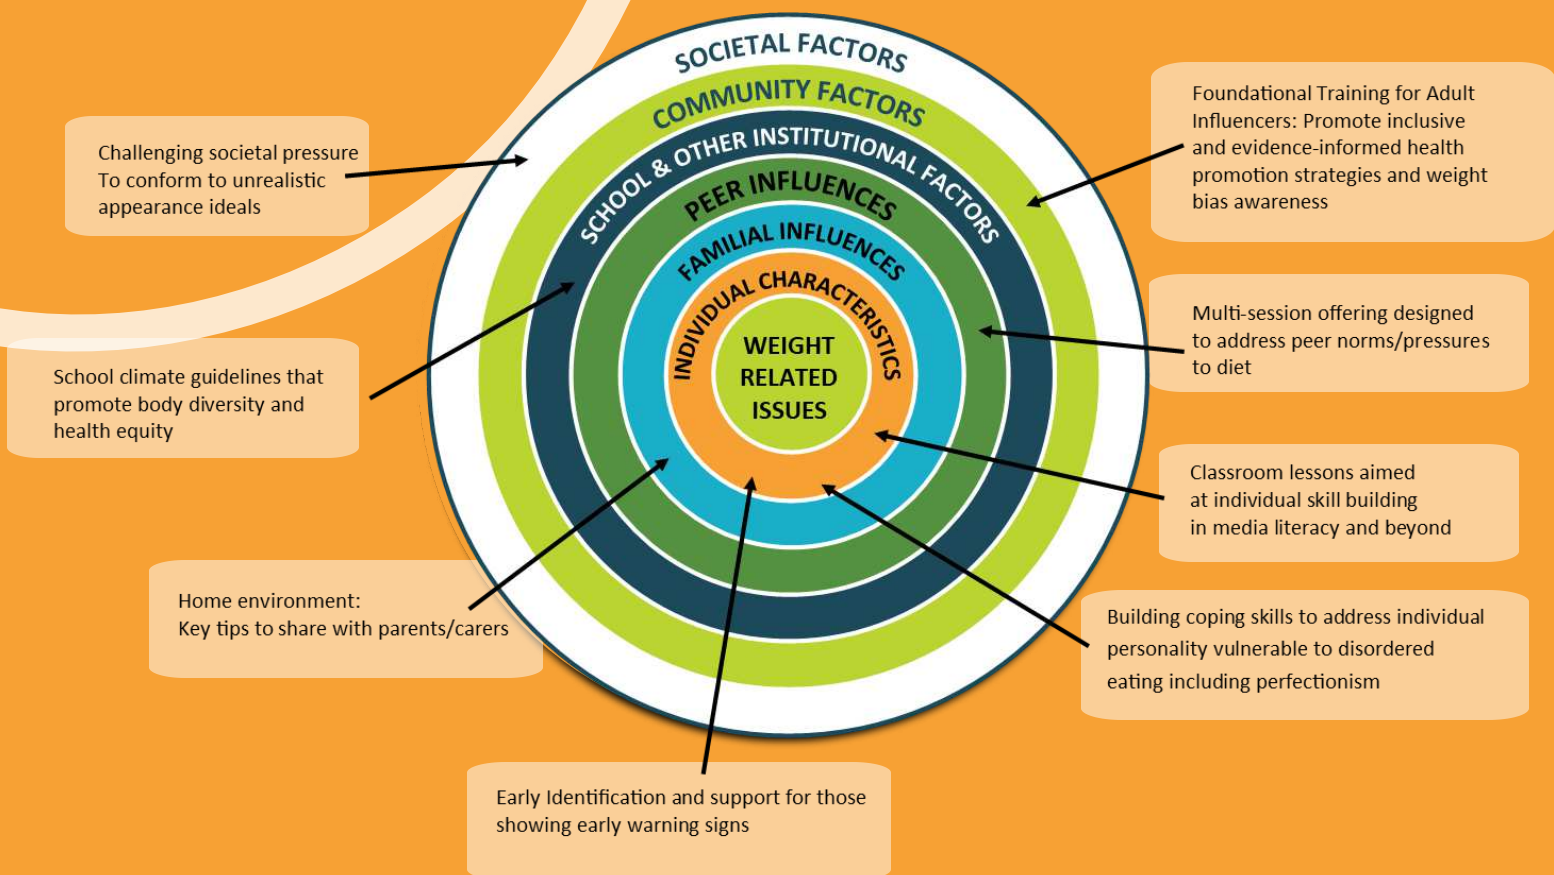 SOCIETAL FACTORS
COMMUNITY FACTORS
SCHOOL & OTHER INSTITUTIONAL FACTORS
PEER INFLUENCES
FAMILIAL INFLUENCES
INDIVIDUAL CHARACTERISTICS
WEIGHT
RELATED
ISSUES
Challenging societal pressure
To conform to unrealistic
appearance ideals
School climate guidelines that
promote body diversity and
health equity
Home environment:
Key tips to share with parents/carers
Early Identification and support for those
showing early warning signs
Foundational Training for Adult
Influencers: Promote inclusive
and evidence-informed health
promotion strategies and weight
bias awareness
Multi-session offering designed
to address peer norms/pressures
to diet
Classroom lessons aimed
at individual skill building
in media literacy and beyond
Building coping skills to address individual
personality vulnerable to disordered
eating including perfectionism